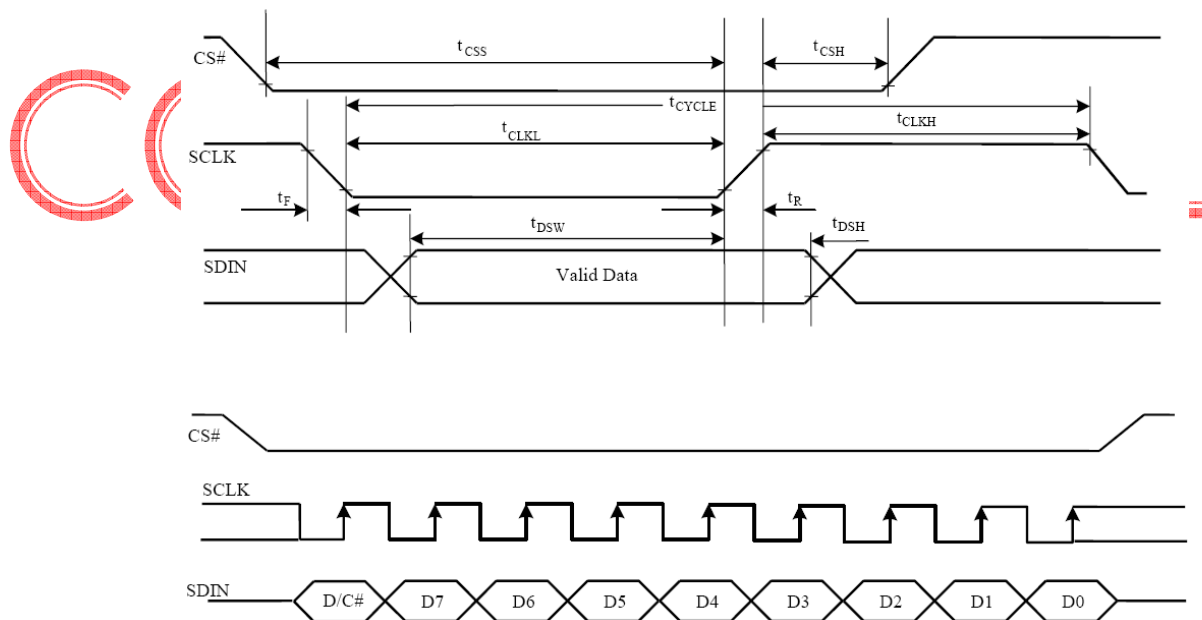 CS#
tCSS
tCSH
tCYCLE
tCLKL
tCLKH
SCLK
tF
tR
tDSW
tDSH
SDIN
Valid Data
CS#
SCLK
SDIN
D/C# D7 D6 D5 D4 D3 D2 D1 D0